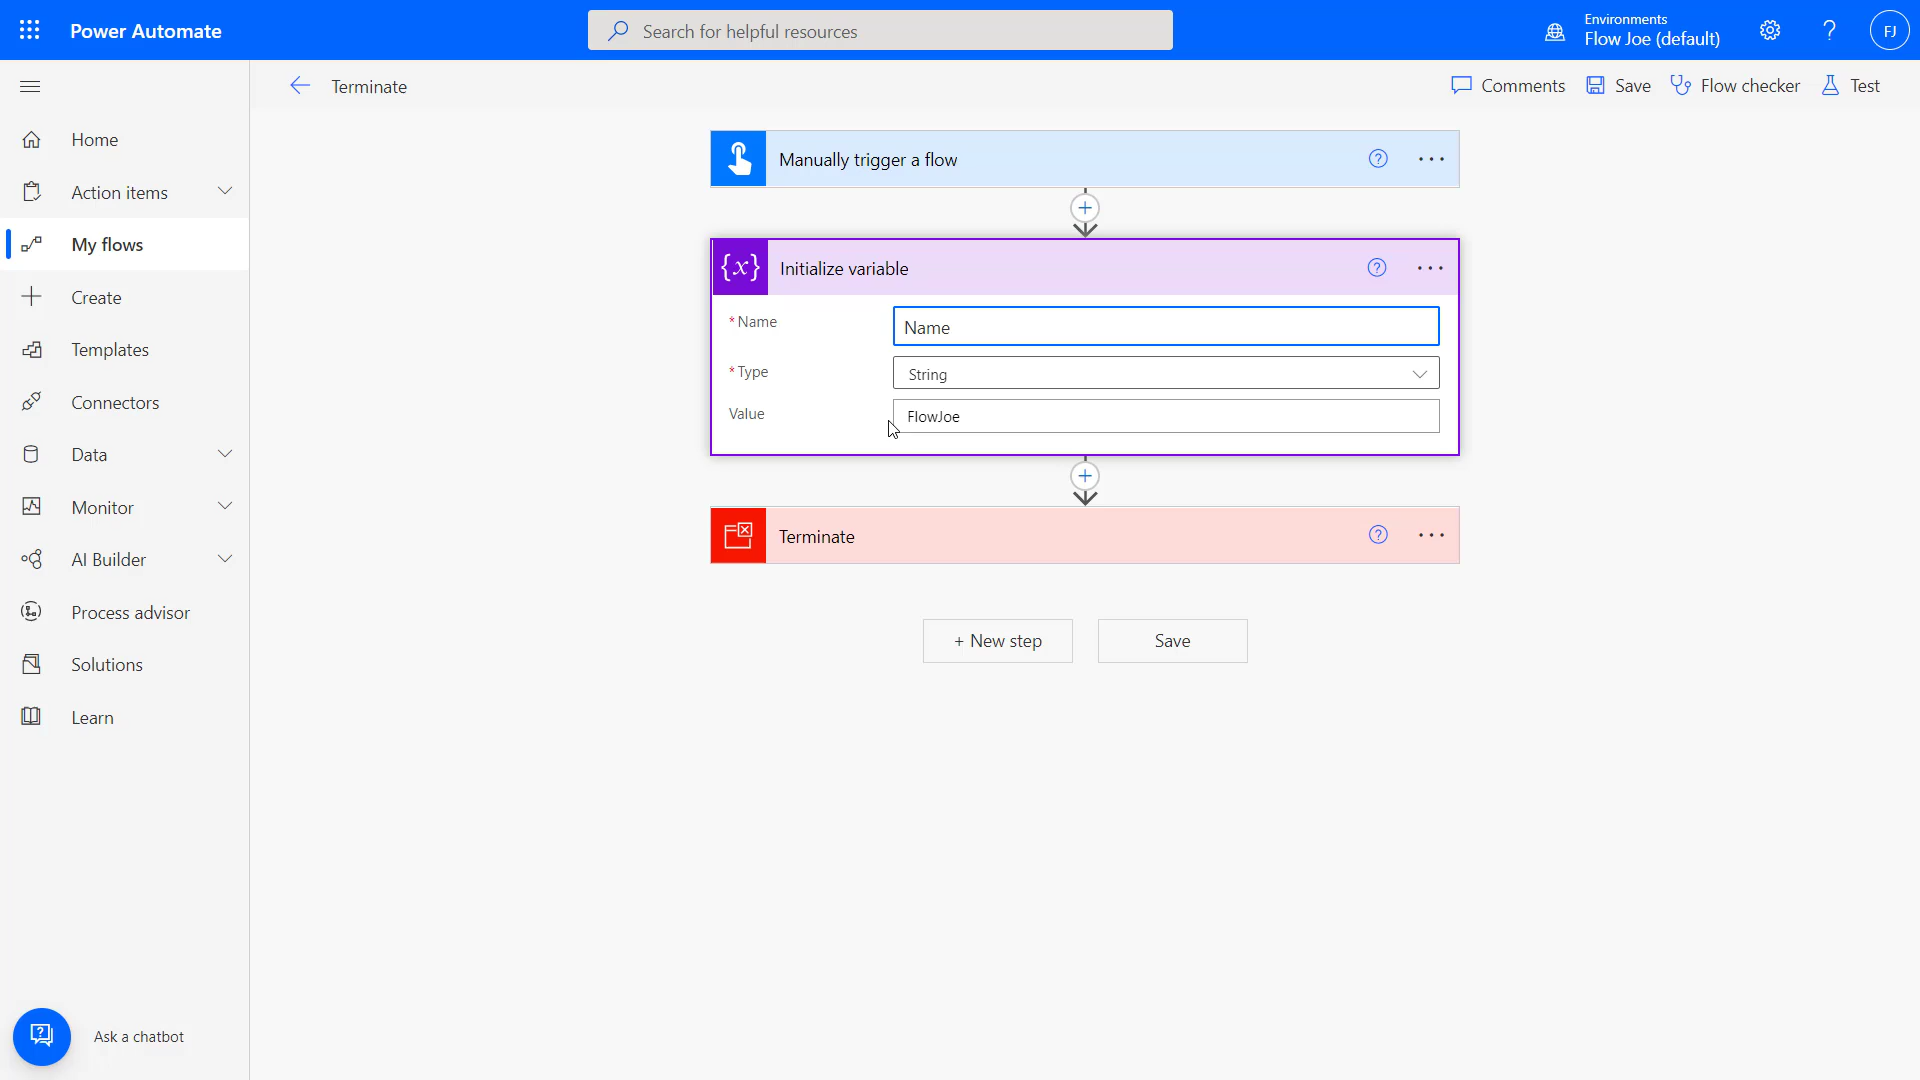 Power Automate
Search for helpful resources
Environments
Flow Joe (default)
?
FJ
Terminate
Comments
Save
Flow checker
Test
Home
Action items
My flows
Create
Templates
Connectors
Data
Monitor
AI Builder
Process advisor
Solutions
Learn
Ask a chatbot
Manually trigger a flow
?
{x}
Initialize variable
?
* Name
Name
* Type
String
Value
FlowJoe
Terminate
?
+ New step
Save